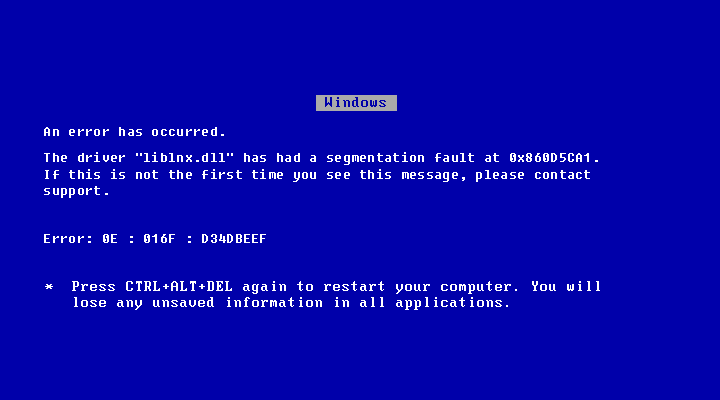 Windows
An error has occurred.
The driver "liblnx.dll" has had a segmentation fault at 0x860D5CA1.
If this is not the first time you see this message, please contact
support.
Error: 0E : 016F : D34DBEEF
* Press CTRL+ALT+DEL again to restart your computer. You will
lose any unsaved information in all applications.